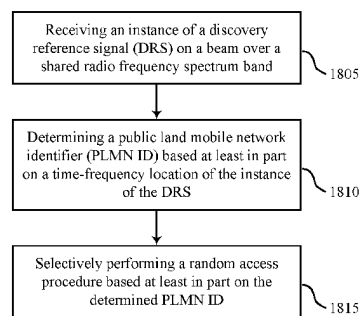 Receiving an instance of a discovery
reference signal (DRS) on a beam over a
shared radio frequency spectrum band
1805
Determining a public land mobile network
identifier (PLMN ID) based at least in part
on a time-frequency location of the instance
of the DRS
1810
Selectively performing a random access
procedure based at least in part on the
determined PLMN ID
1815